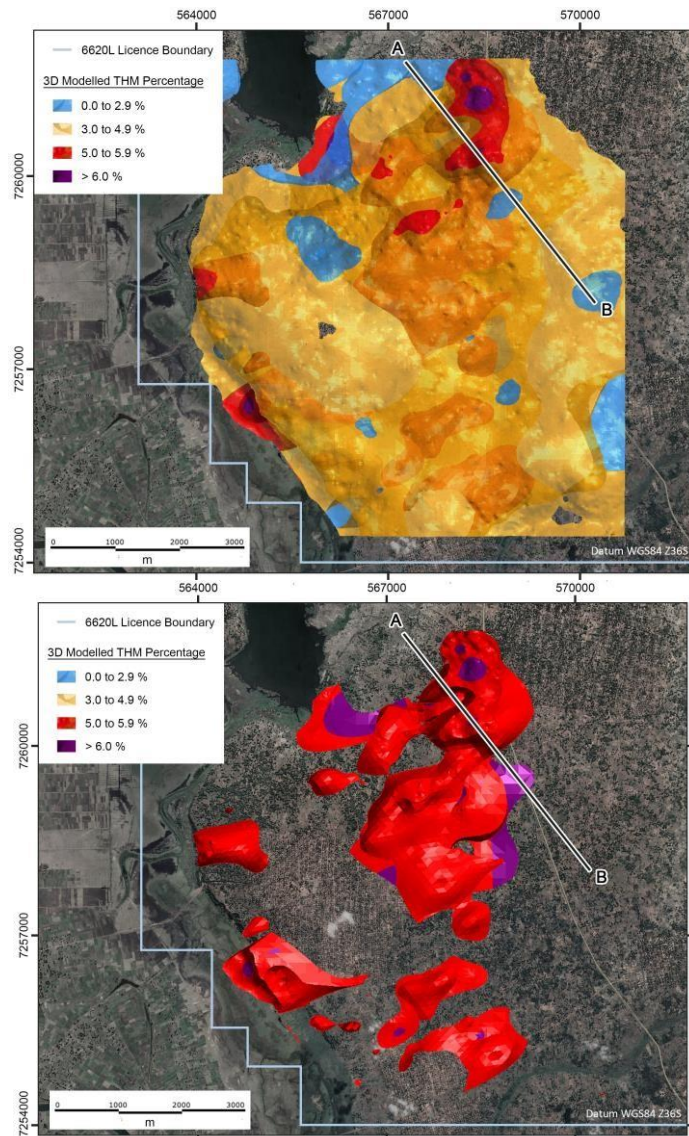 564000 567000 570000
6620L Licence Boundary
3D Modelled THM Percentage
0.0 to 2.9 %
3.0 to 4.9 %
5.0 to 5.9 %
> 6.0 %
A
B
7260000
7257000
7254000
0 1000 2000 3000
m
Datum WGS84 Z36S
564000 567000 570000
6620L Licence Boundary
3D Modelled THM Percentage
0.0 to 2.9 %
3.0 to 4.9 %
5.0 to 5.9 %
> 6.0 %
A
B
7260000
7257000
7254000
0 1000 2000 3000
m
Datum WGS84 Z36S